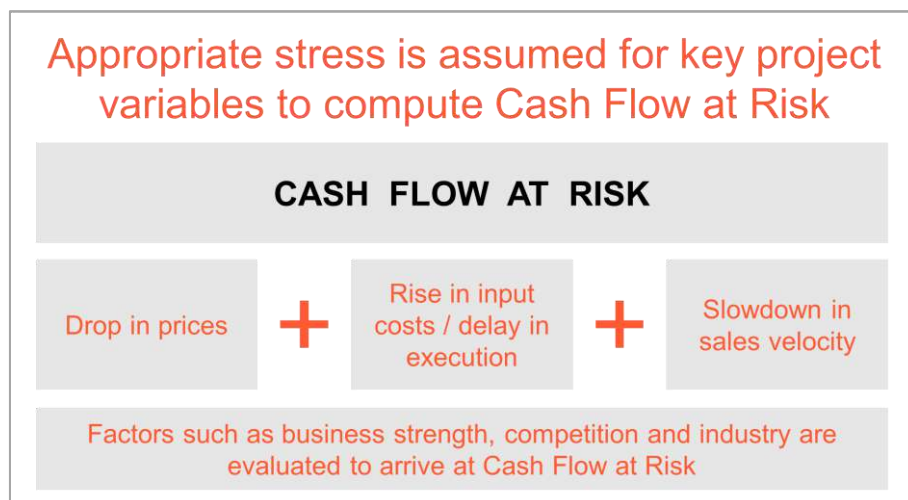 Appropriate stress is assumed for key project
variables to compute Cash Flow at Risk
CASH FLOW AT RISK
Drop in prices
+
Rise in input
costs / delay in
execution
+
Slowdown in
sales velocity
Factors such as business strength, competition and industry are
evaluated to arrive at Cash Flow at Risk